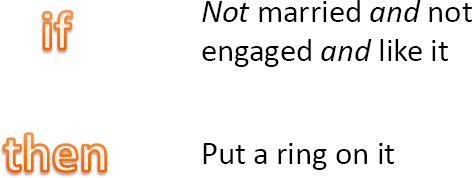 if
Not married and not
engaged and like it
then
Put a ring on it